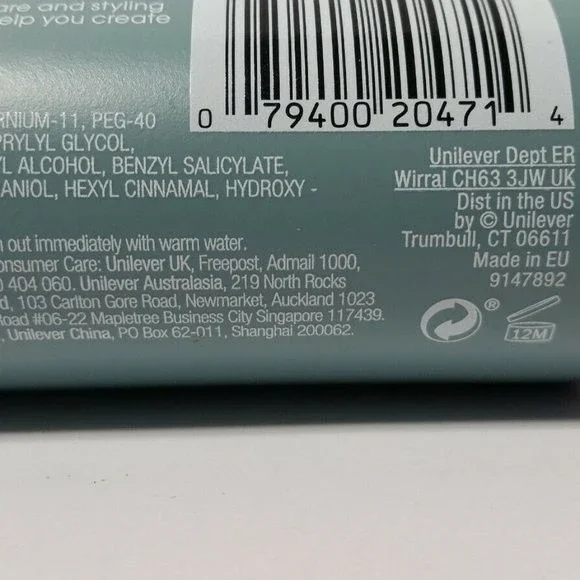 are and styling
elp you create
0 79400 20471 4
RNIUM-11, PEG-40
PRYLYL GLYCOL,
YL ALCOHOL, BENZYL SALICYLATE,
ANIOL, HEXYL CINNAMAL, HYDROXY -
Unilever Dept ER
Wirral CH63 3JW UK
Dist in the US
by © Unilever
Trumbull, CT 06611
Made in EU
9147892
n out immediately with warm water.
onsumer Care: Unilever UK, Freepost, Admail 1000,
0 404 060. Unilever Australasia, 219 North Rocks
d, 103 Carlton Gore Road, Newmarket, Auckland 1023
Road #06-22 Mapletree Business City Singapore 117439.
, Unilever China, PO Box 62-011, Shanghai 200062.
®
12M